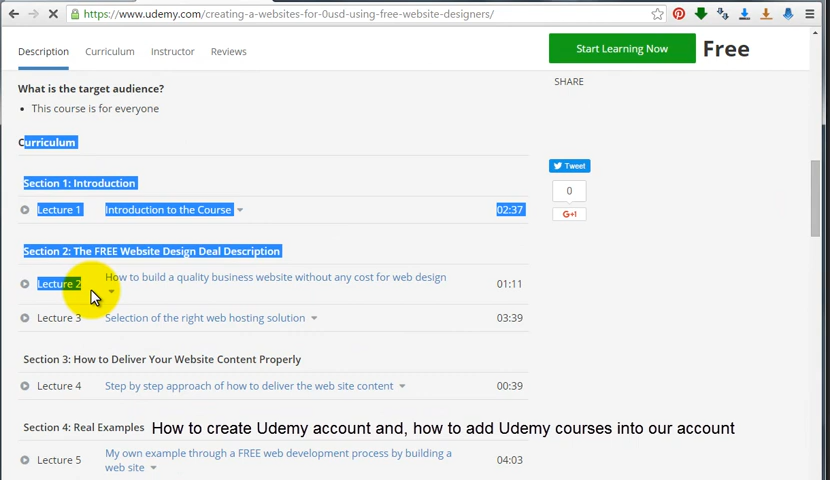 https://www.udemy.com/creating-a-websites-for-0usd-using-free-website-designers/
Description Curriculum Instructor Reviews Start Learning Now Free
What is the target audience?
This course is for everyone
SHARE
Curriculum
Tweet
Section 1: Introduction
0
Lecture 1 Introduction to the Course 02:37
G+1
Section 2: The FREE Website Design Deal Description
Lecture 2 How to build a quality business website without any cost for web design 01:11
Lecture 3 Selection of the right web hosting solution 03:39
Section 3: How to Deliver Your Website Content Properly
Lecture 4 Step by step approach of how to deliver the web site content 00:39
Section 4: Real Examples
How to create Udemy account and, how to add Udemy courses into our account
Lecture 5 My own example through a FREE web development process by building a 04:03
web site